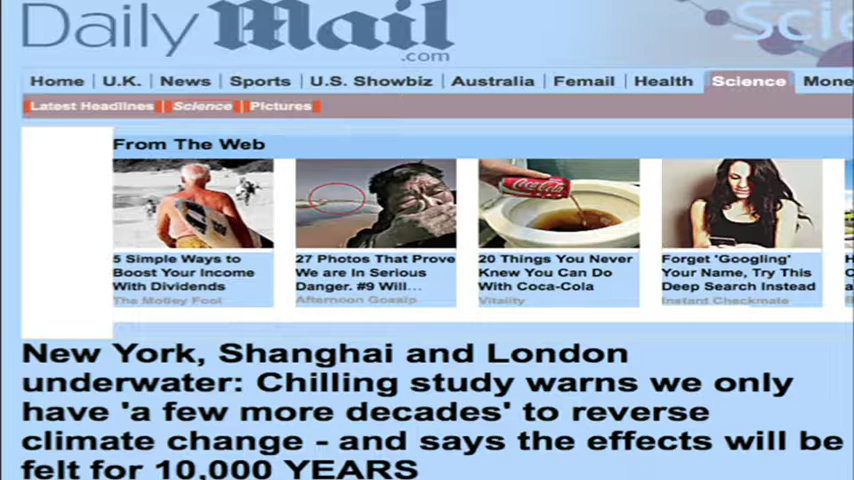 Daily Mail
.com
Scie
Home | U.K. | News | Sports | U.S. Showbiz | Australia | Femail | Health | Science | Mone
Latest Headlines | Science | Pictures
From The Web
Coca-Cola
5 Simple Ways to
Boost Your Income
With Dividends
The Motley Fool
27 Photos That Prove
We are In Serious
Danger. #9 Will...
Afternoon Gossip
20 Things You Never
Knew You Can Do
With Coca-Cola
Vitality
Forget 'Googling'
Your Name, Try This
Deep Search Instead
Instant Checkmate
New York, Shanghai and London
underwater: Chilling study warns we only
have 'a few more decades' to reverse
climate change - and says the effects will be
felt for 10,000 YEARS